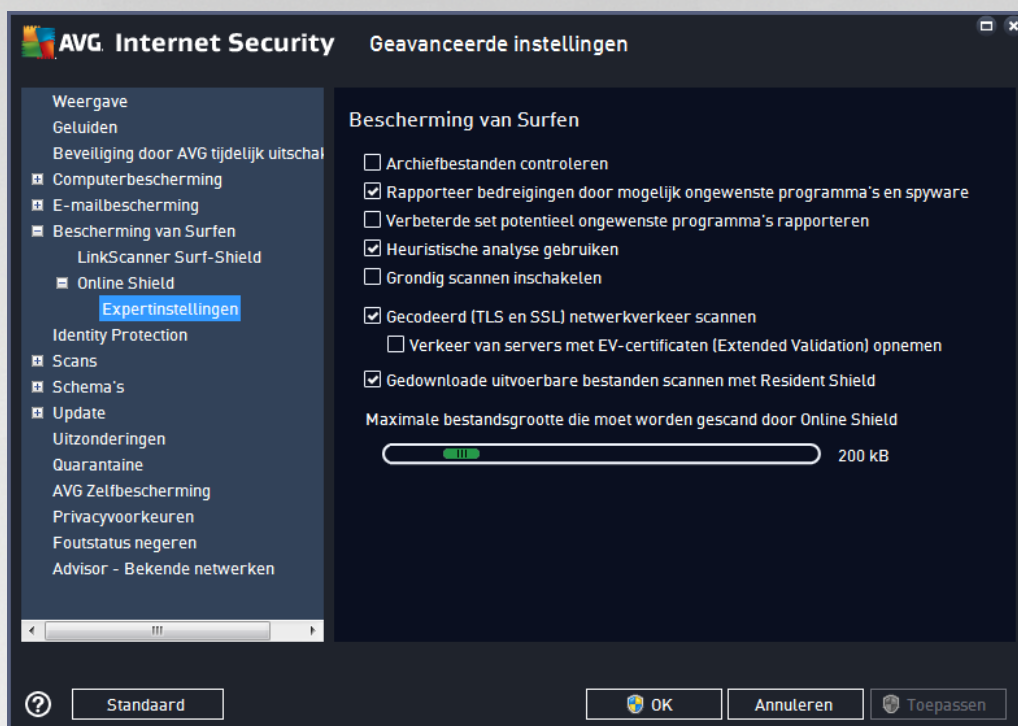 AVG. Internet Security Geavanceerde instellingen
Weergave
Geluiden
Beveiliging door AVG tijdelijk uitschak
Computerbescherming
E-mailbescherming
Bescherming van Surfen
LinkScanner Surf-Shield
Online Shield
Expertinstellingen
Identity Protection
Scans
Schema's
Update
Uitzonderingen
Quarantaine
AVG Zelfbescherming
Privacyvoorkeuren
Foutstatus negeren
Advisor - Bekende netwerken
Bescherming van Surfen
Archiefbestanden controleren
Rapporteer bedreigingen door mogelijk ongewenste programma's en spyware
Verbeterde set potentieel ongewenste programma's rapporteren
Heuristische analyse gebruiken
Grondig scannen inschakelen
Gecodeerd (TLS en SSL) netwerkverkeer scannen
Verkeer van servers met EV-certificaten (Extended Validation) opnemen
Gedownloade uitvoerbare bestanden scannen met Resident Shield
Maximale bestandsgrootte die moet worden gescand door Online Shield
200 kB
Standaard
OK
Annuleren
Toepassen